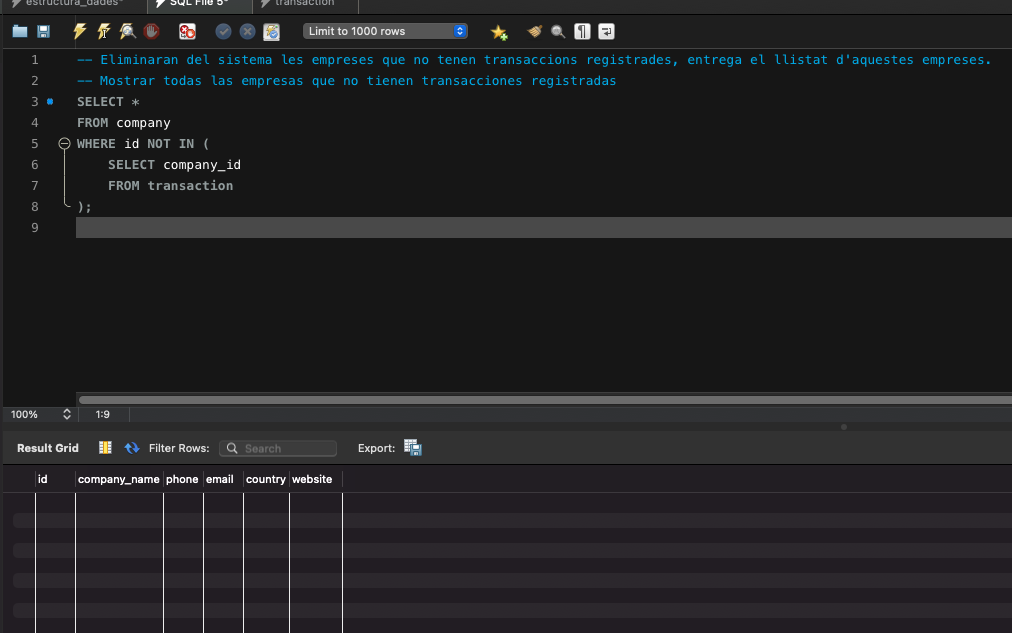 estructura_dades*
SQL File 5*
transaction
Limit to 1000 rows
1 -- Eliminaran del sistema les empreses que no tenen transaccions registrades, entrega el llistat d'aquestes empreses.
2 -- Mostrar todas las empresas que no tienen transacciones registradas
3 SELECT *
4 FROM company
5 WHERE id NOT IN (
6 SELECT company_id
7 FROM transaction
8 );
9
100% 1:9
Result Grid Filter Rows: Search Export:
id company_name phone email country website